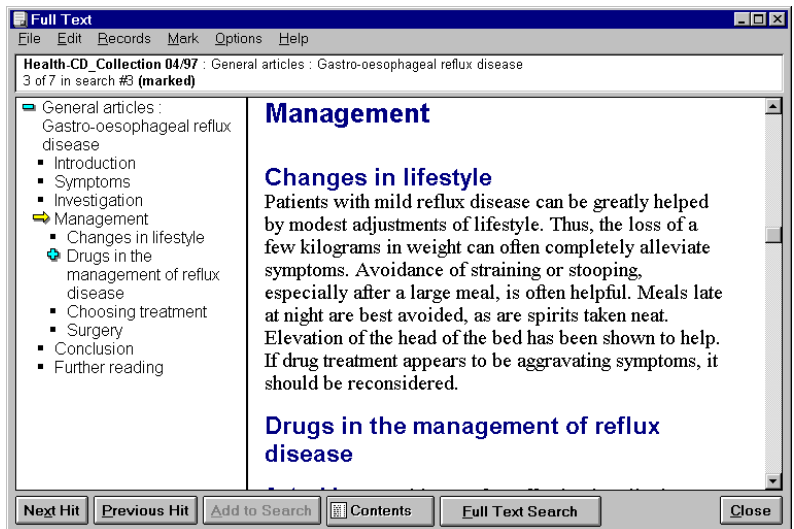 Full Text
File Edit Records Mark Options Help
Health-CD_Collection 04/97 : General articles : Gastro-oesophageal reflux disease
3 of 7 in search #3 (marked)
General articles :
Gastro-oesophageal reflux
disease
Introduction
Symptoms
Investigation
Management
Changes in lifestyle
Drugs in the
management of reflux
disease
Choosing treatment
Surgery
Conclusion
Further reading
Management
Changes in lifestyle
Patients with mild reflux disease can be greatly helped
by modest adjustments of lifestyle. Thus, the loss of a
few kilograms in weight can often completely alleviate
symptoms. Avoidance of straining or stooping,
especially after a large meal, is often helpful. Meals late
at night are best avoided, as are spirits taken neat.
Elevation of the head of the bed has been shown to help.
If drug treatment appears to be aggravating symptoms, it
should be reconsidered.
Drugs in the management of reflux
disease
Next Hit Previous Hit Add to Search Contents Full Text Search Close